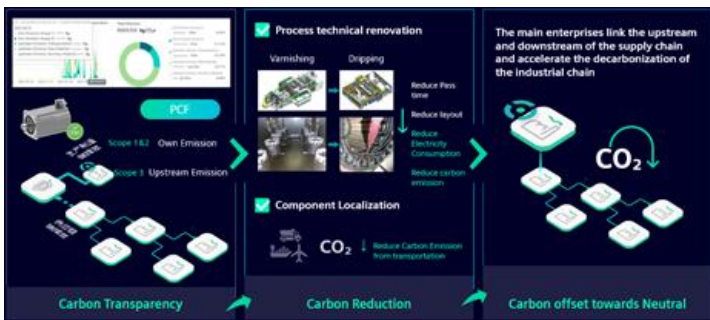 PCF
Scope 1&2 Own Emission
Scope 3 Upstream Emission
Carbon Transparency
Process technical renovation
Varnishing
Dripping
Reduce Pass
time
Reduce layout
Reduce
Electricity
Consumption
Reduce carbon
emission
Component Localization
CO₂
Reduce Carbon Emission
from transportation
Carbon Reduction
The main enterprises link the upstream
and downstream of the supply chain
and accelerate the decarbonization of
the industrial chain
CO₂
Carbon offset towards Neutral